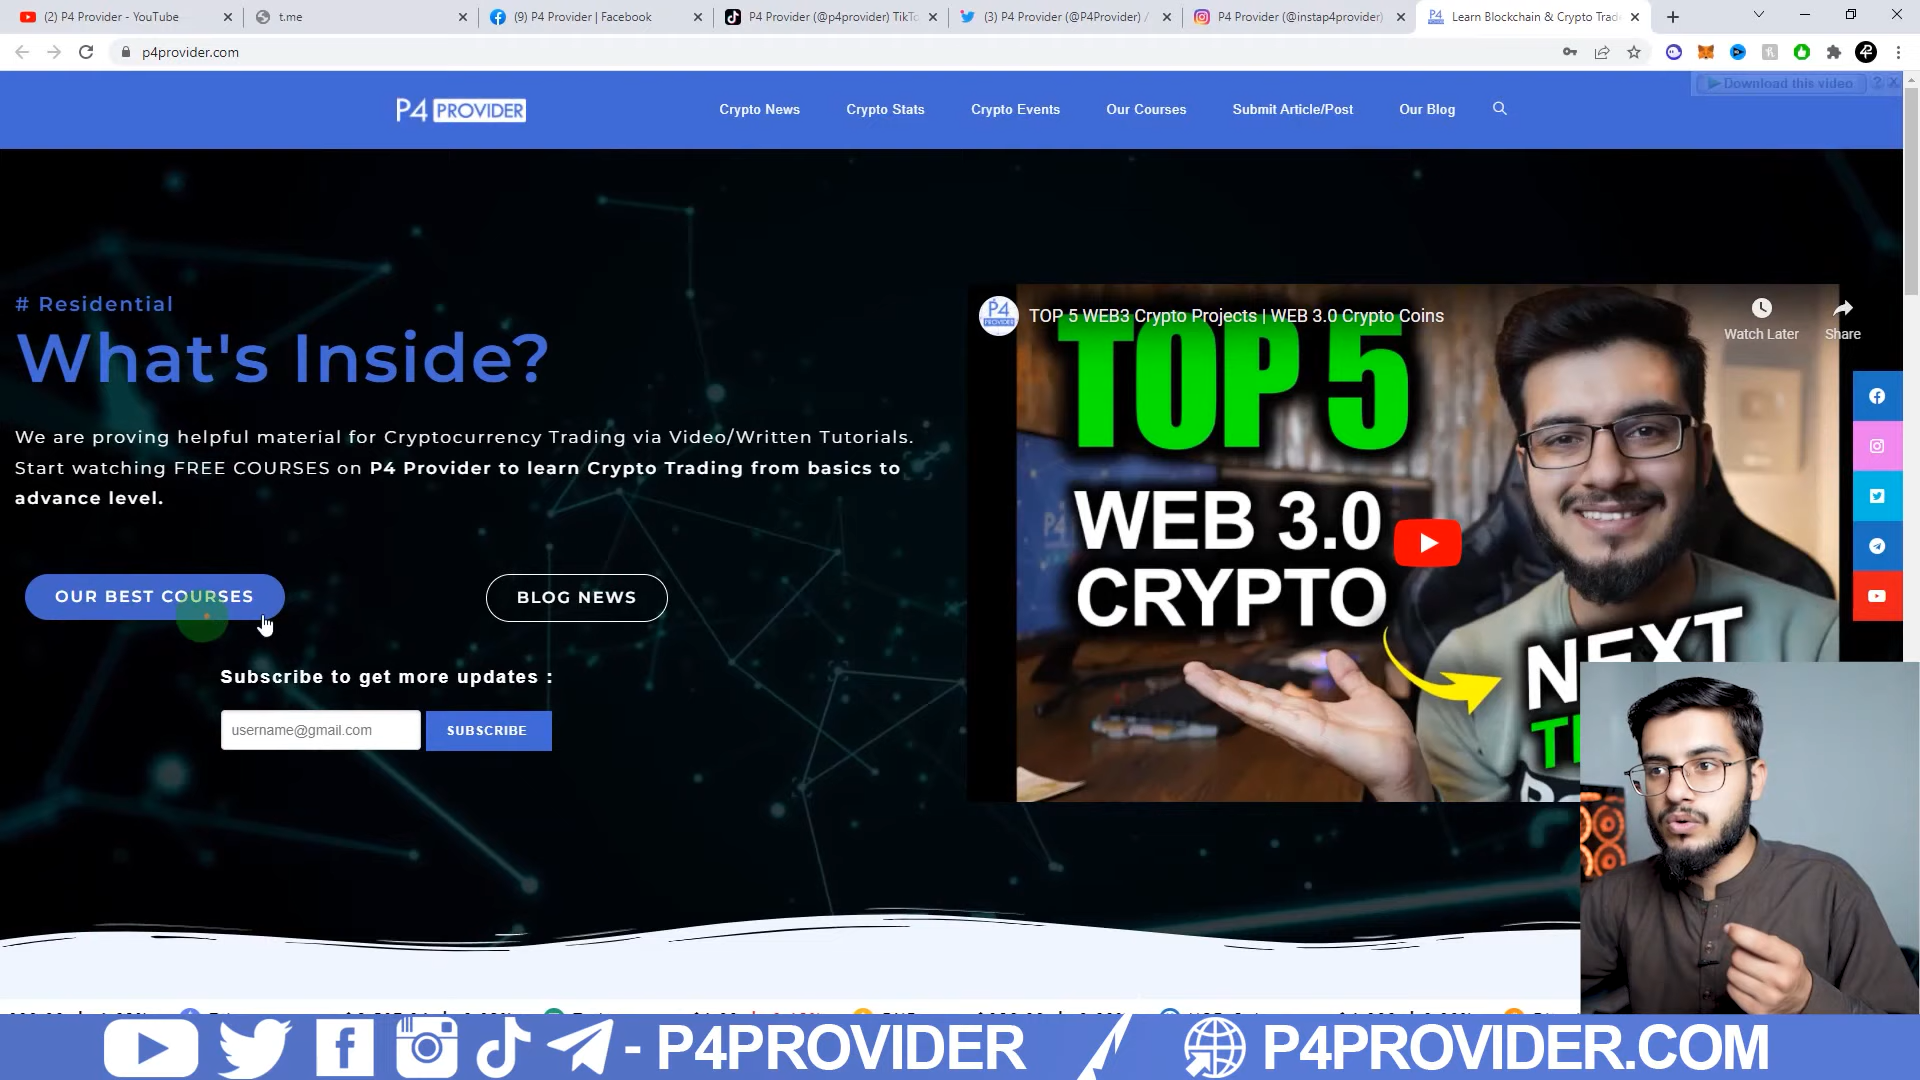 (2) P4 Provider - YouTube
t.me
(9) P4 Provider | Facebook
P4 Provider (@p4provider) TikTo
(3) P4 Provider (@P4Provider) /
P4 Provider (@instap4provider)
Learn Blockchain & Crypto Trad
p4provider.com
P4 PROVIDER
Crypto News
Crypto Stats
Crypto Events
Our Courses
Submit Article/Post
Our Blog
Download this video
# Residential
What's Inside?
We are proving helpful material for Cryptocurrency Trading via Video/Written Tutorials.
Start watching FREE COURSES on P4 Provider to learn Crypto Trading from basics to
advance level.
OUR BEST COURSES
BLOG NEWS
Subscribe to get more updates :
username@gmail.com
SUBSCRIBE
P4 PROVIDER
TOP 5 WEB3 Crypto Projects | WEB 3.0 Crypto Coins
Watch Later
Share
TOP 5
WEB 3.0
CRYPTO
NEXT
- P4PROVIDER
P4PROVIDER.COM